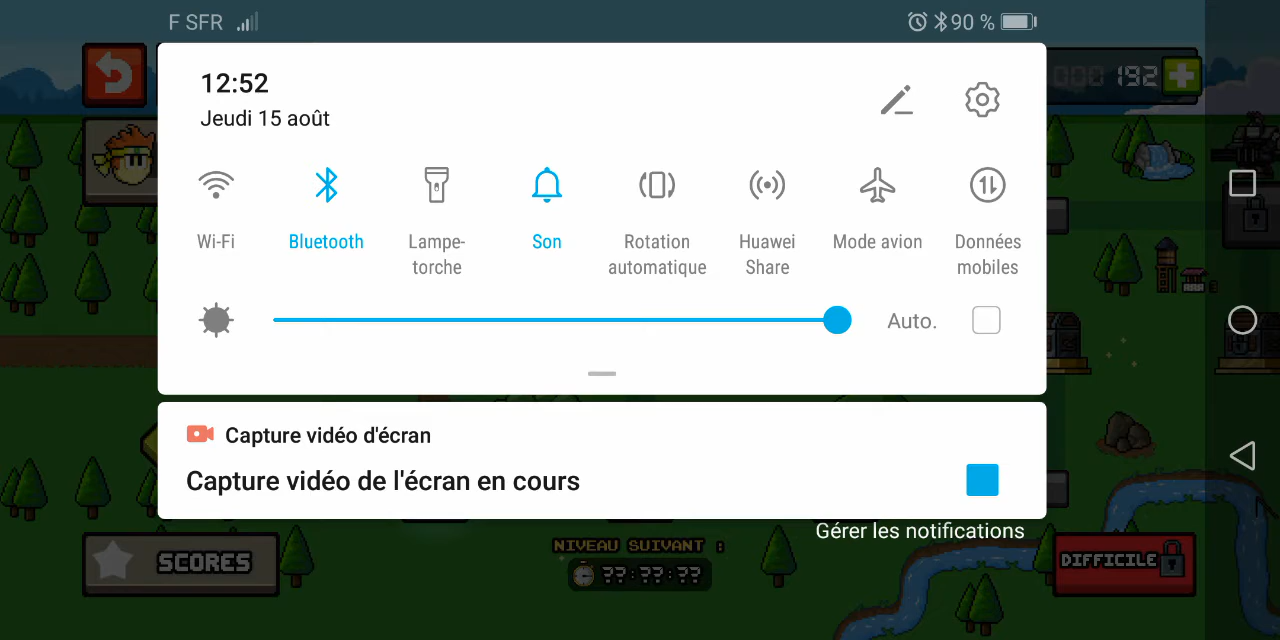 F SFR
90 %
12:52
Jeudi 15 août
000 192
Wi-Fi
Bluetooth
Lampe-
torche
Son
Rotation
automatique
Huawei
Share
Mode avion
Données
mobiles
Auto.
Capture vidéo d'écran
Capture vidéo de l'écran en cours
Gérer les notifications
SCORES
NIVEAU SUIVANT :
??:??:??
DIFFICILE